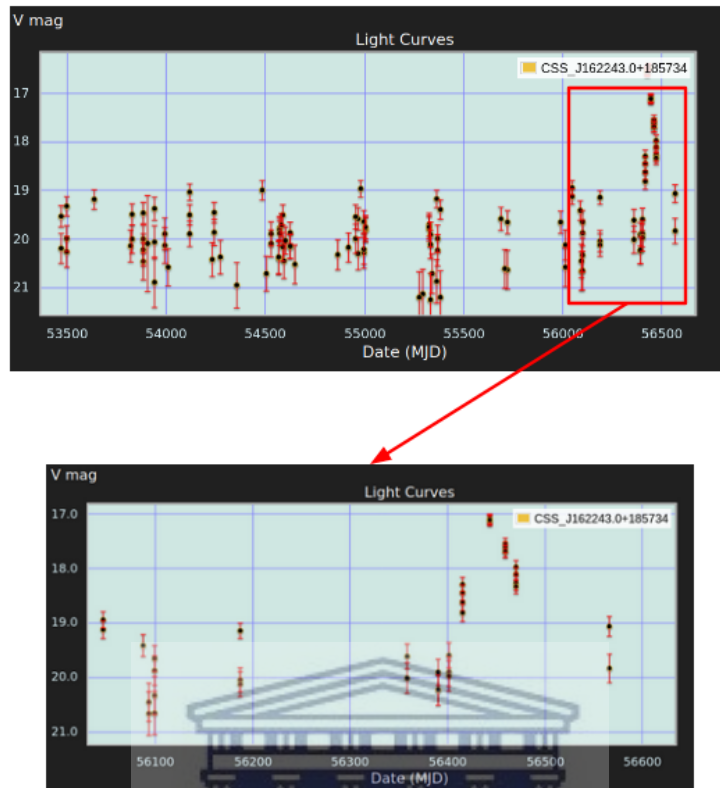 V mag
Light Curves
CSS_J162243.0+185734
17
18
19
20
21
53500 54000 54500 55000 55500 56000 56500
Date (MJD)
V mag
Light Curves
17.0
CSS_J162243.0+185734
18.0
19.0
20.0
21.0
56100 56200 56300 56400 56500 56600
Date (MJD)